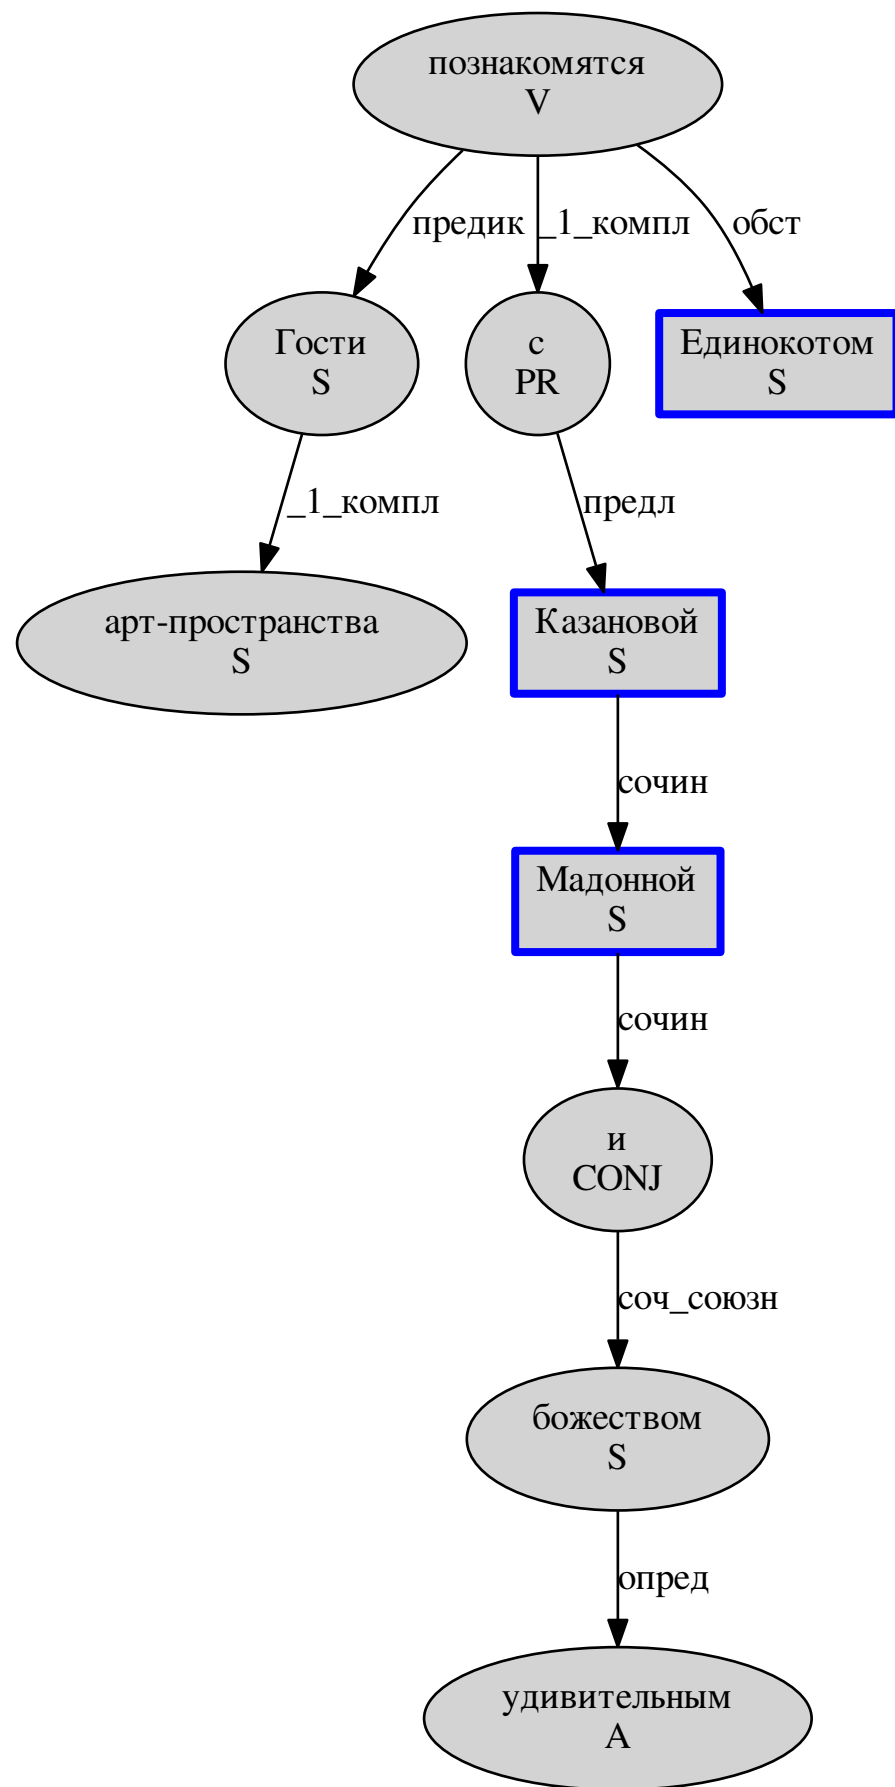 познакомятся
V
предик
_1_компл
обст
Гости
S
с
PR
Единокотом
S
_1_компл
предл
арт-пространства
S
Казановой
S
сочин
Мадонной
S
сочин
и
CONJ
соч_союзн
божеством
S
опред
удивительным
A